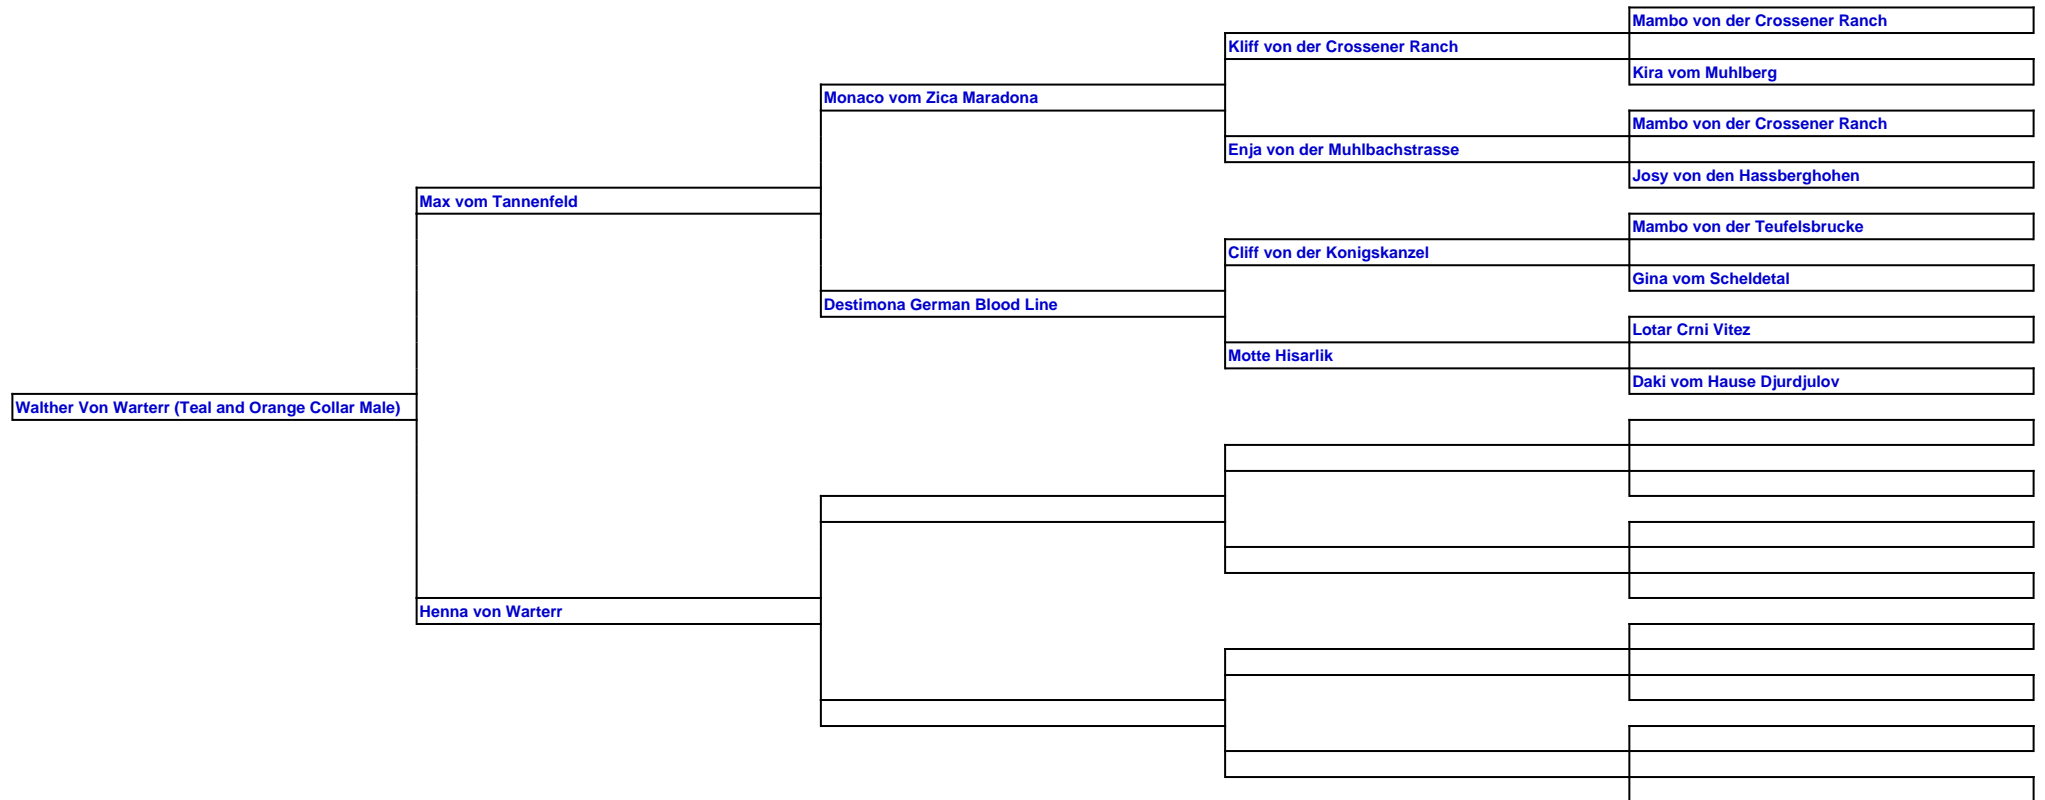 Mambo von der Crossener Ranch
Kliff von der Crossener Ranch
Kira vom Muhlberg
Monaco vom Zica Maradona
Mambo von der Crossener Ranch
Enja von der Muhlbachstrasse
Josy von den Hassberghohen
Max vom Tannenfeld
Mambo von der Teufelsbrucke
Cliff von der Konigskanzel
Gina vom Scheldetal
Destimona German Blood Line
Lotar Crni Vitez
Motte Hisarlik
Daki vom Hause Djurdjulov
Walther Von Warterr (Teal and Orange Collar Male)
Henna von Warterr